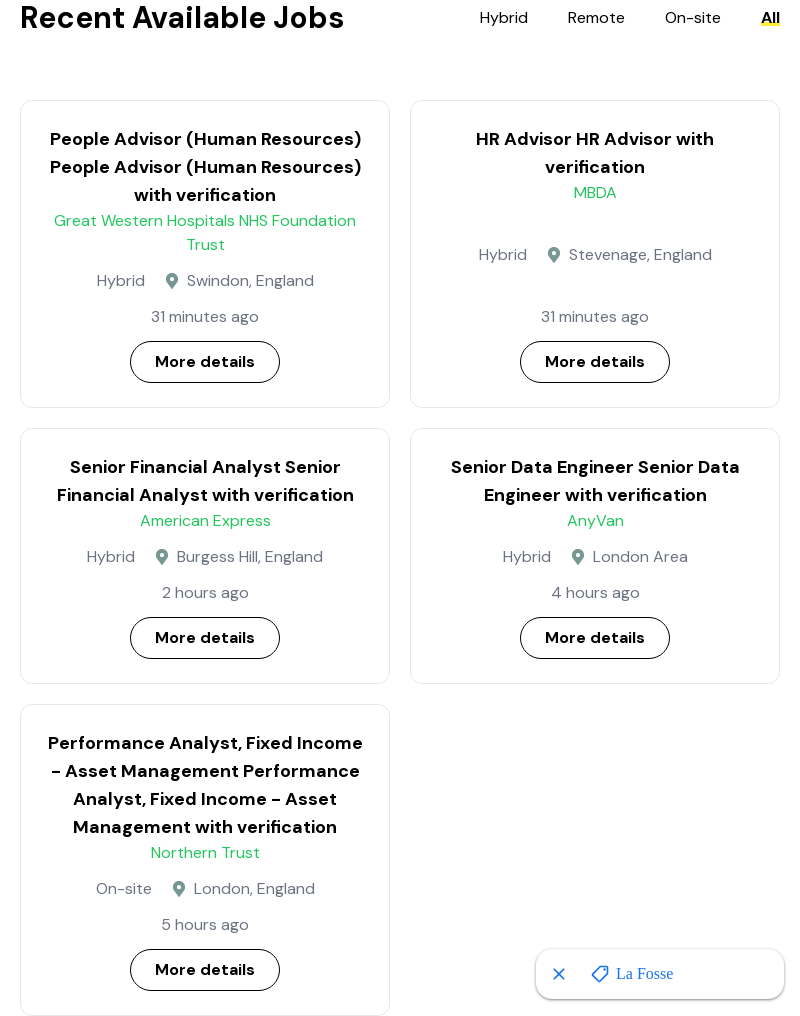 Recent Available Jobs
Hybrid Remote On-site All
People Advisor (Human Resources)
People Advisor (Human Resources)
with verification
Great Western Hospitals NHS Foundation
Trust
Hybrid Swindon, England
31 minutes ago
More details
HR Advisor HR Advisor with
verification
MBDA
Hybrid Stevenage, England
31 minutes ago
More details
Senior Financial Analyst Senior
Financial Analyst with verification
American Express
Hybrid Burgess Hill, England
2 hours ago
More details
Senior Data Engineer Senior Data
Engineer with verification
AnyVan
Hybrid London Area
4 hours ago
More details
Performance Analyst, Fixed Income
– Asset Management Performance
Analyst, Fixed Income – Asset
Management with verification
Northern Trust
On-site London, England
5 hours ago
More details
La Fosse